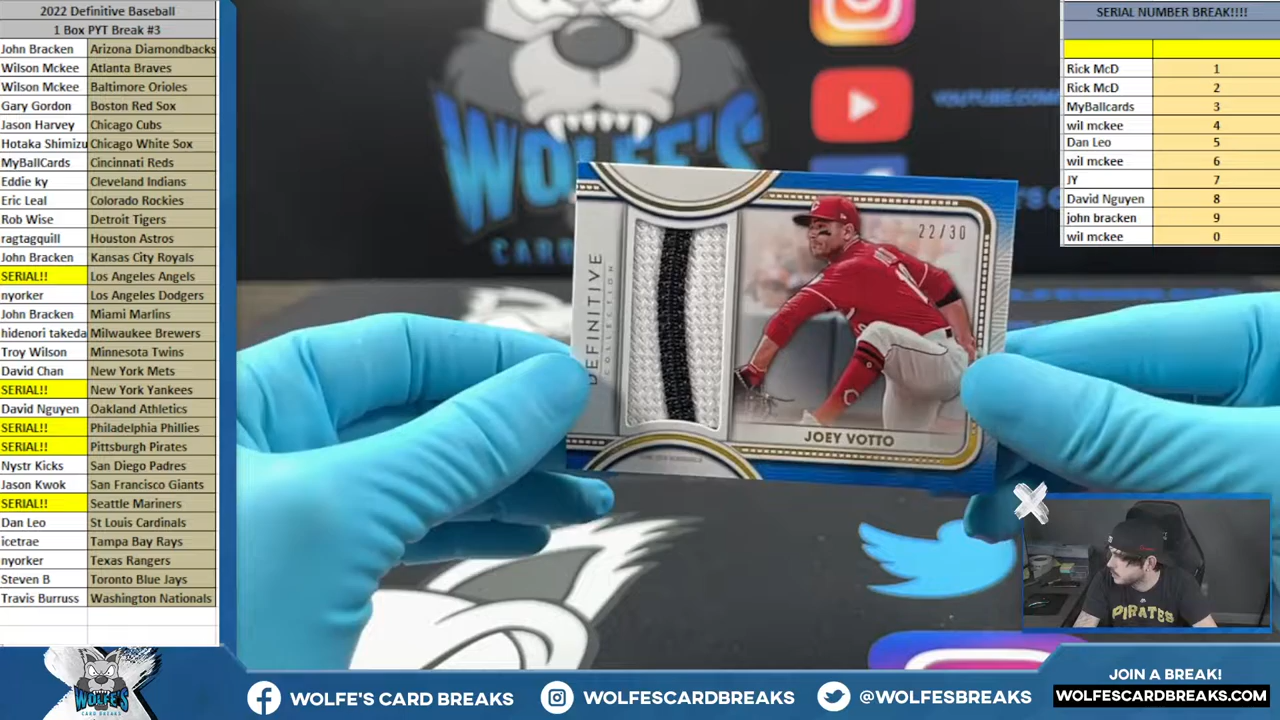 2022 Definitive Baseball
1 Box PYT Break #3
John Bracken Arizona Diamondbacks
Wilson Mckee Atlanta Braves
Wilson Mckee Baltimore Orioles
Gary Gordon Boston Red Sox
Jason Harvey Chicago Cubs
Hotaka Shimizu Chicago White Sox
MyBallCards Cincinnati Reds
Eddie ky Cleveland Indians
Eric Leal Colorado Rockies
Rob Wise Detroit Tigers
ragtagquill Houston Astros
John Bracken Kansas City Royals
SERIAL!! Los Angeles Angels
nyorker Los Angeles Dodgers
John Bracken Miami Marlins
hidenori takeda Milwaukee Brewers
Troy Wilson Minnesota Twins
David Chan New York Mets
SERIAL!! New York Yankees
David Nguyen Oakland Athletics
SERIAL!! Philadelphia Phillies
SERIAL!! Pittsburgh Pirates
Nystr Kicks San Diego Padres
Jason Kwok San Francisco Giants
SERIAL!! Seattle Mariners
Dan Leo St Louis Cardinals
icetrae Tampa Bay Rays
nyorker Texas Rangers
Steven B Toronto Blue Jays
Travis Burruss Washington Nationals
SERIAL NUMBER BREAK!!!!
Rick McD 1
Rick McD 2
MyBallcards 3
wil mckee 4
Dan Leo 5
wil mckee 6
JY 7
David Nguyen 8
john bracken 9
wil mckee 0
DEFINITIVE
COLLECTION
22/30
JOEY VOTTO
PIRATES
WOLFE'S
CARD BREAKS
WOLFE'S CARD BREAKS
WOLFESCARDBREAKS
@WOLFESBREAKS
JOIN A BREAK!
WOLFESCARDBREAKS.COM